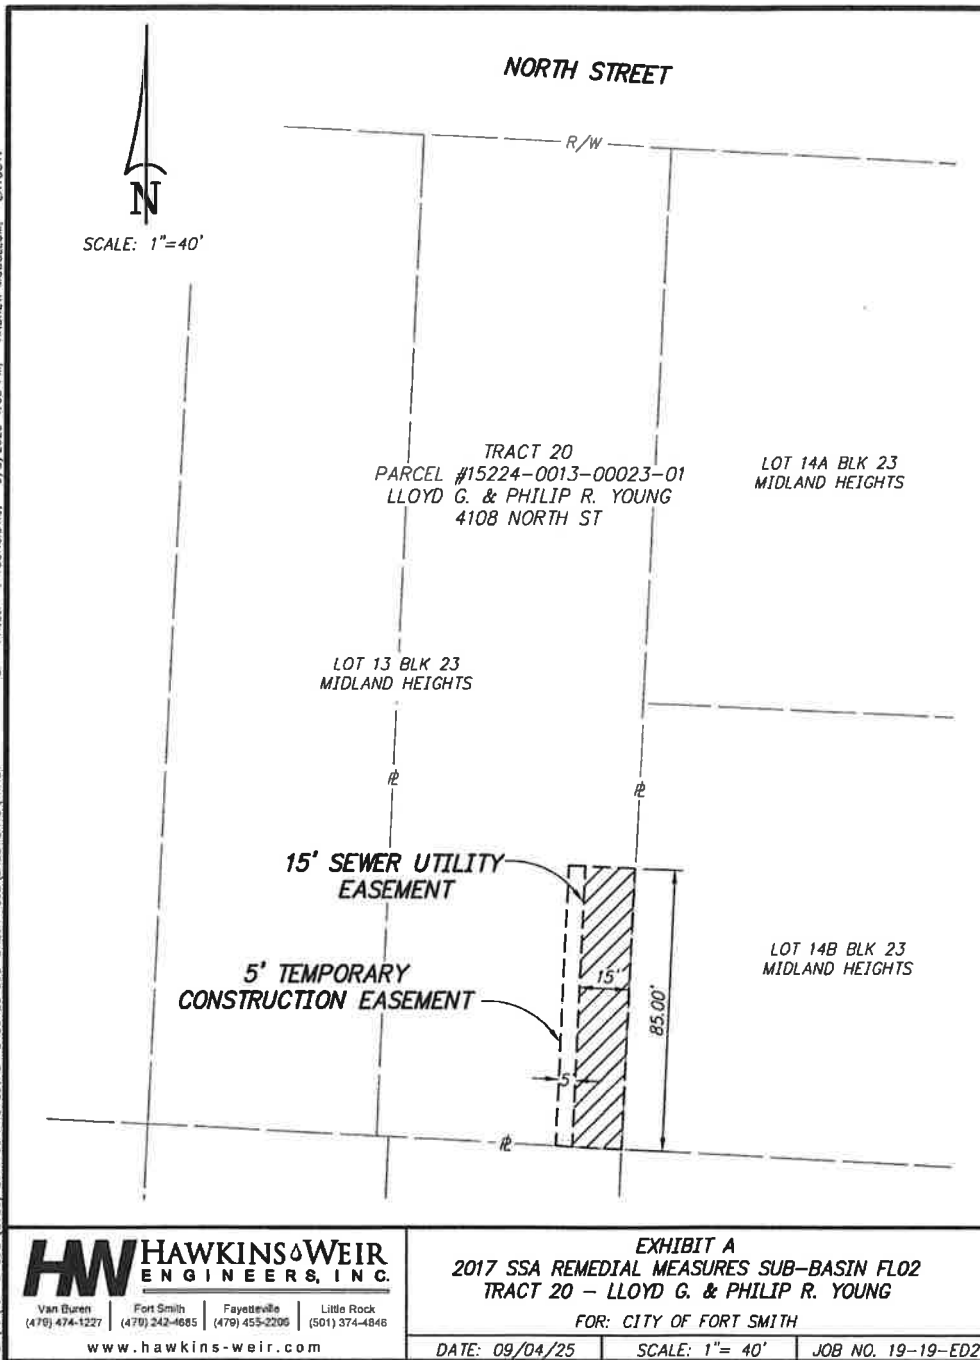 NORTH STREET
R/W
N
SCALE: 1"=40'
TRACT 20
PARCEL #15224-0013-00023-01
LLOYD G. & PHILIP R. YOUNG
4108 NORTH ST
LOT 14A BLK 23
MIDLAND HEIGHTS
LOT 13 BLK 23
MIDLAND HEIGHTS
PL
PL
15' SEWER UTILITY
EASEMENT
LOT 14B BLK 23
MIDLAND HEIGHTS
5' TEMPORARY
CONSTRUCTION EASEMENT
15'
85.00'
5'
PL
HW HAWKINS & WEIR
ENGINEERS, INC.
Van Buren Fort Smith Fayetteville Little Rock
(479) 474-1227 (479) 242-4685 (479) 455-2206 (501) 374-4846
www.hawkins-weir.com
EXHIBIT A
2017 SSA REMEDIAL MEASURES SUB-BASIN FL02
TRACT 20 - LLOYD G. & PHILIP R. YOUNG
FOR: CITY OF FORT SMITH
DATE: 09/04/25 SCALE: 1"= 40' JOB NO. 19-19-ED2